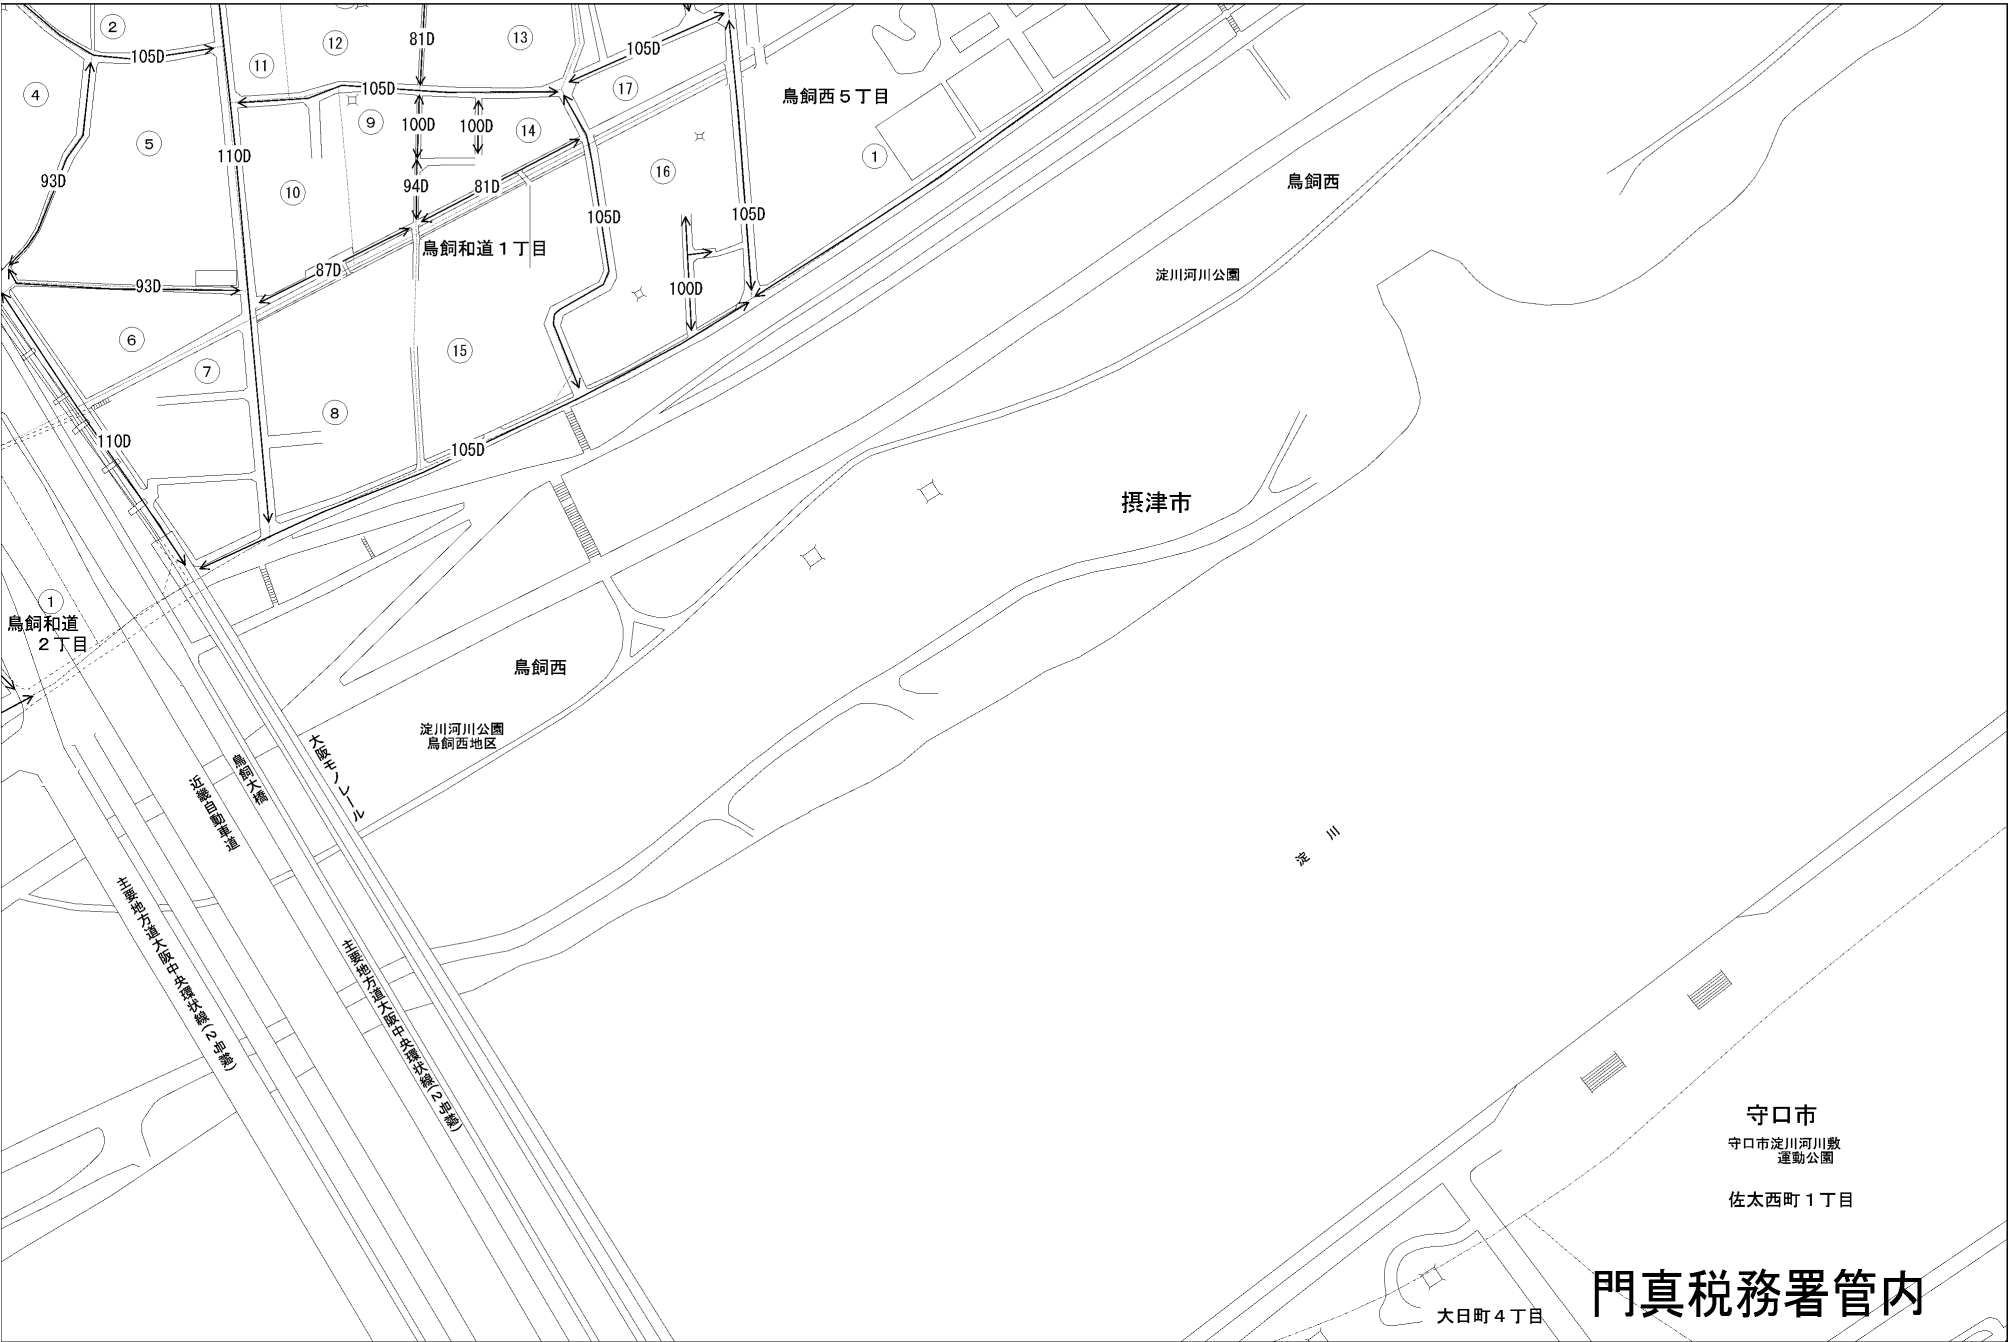 2
12
81D
13
105D
105D
11
105D
17
4
鳥飼西5丁目
9
100D
100D
14
5
110D
1
16
93D
10
94D
81D
鳥飼西
105D
105D
鳥飼和道1丁目
87D
淀川河川公園
93D
100D
6
15
7
8
110D
105D
摂津市
1
鳥飼和道
2丁目
鳥飼西
淀川河川公園
鳥飼西地区
大阪モノレール
鳥飼大橋
近畿自動車道
淀川
主要地方道大阪中央環状線(2号線)
主要地方道大阪中央環状線(2号線)
守口市
守口市淀川河川敷
運動公園
佐太西町1丁目
門真税務署管内
大日町4丁目